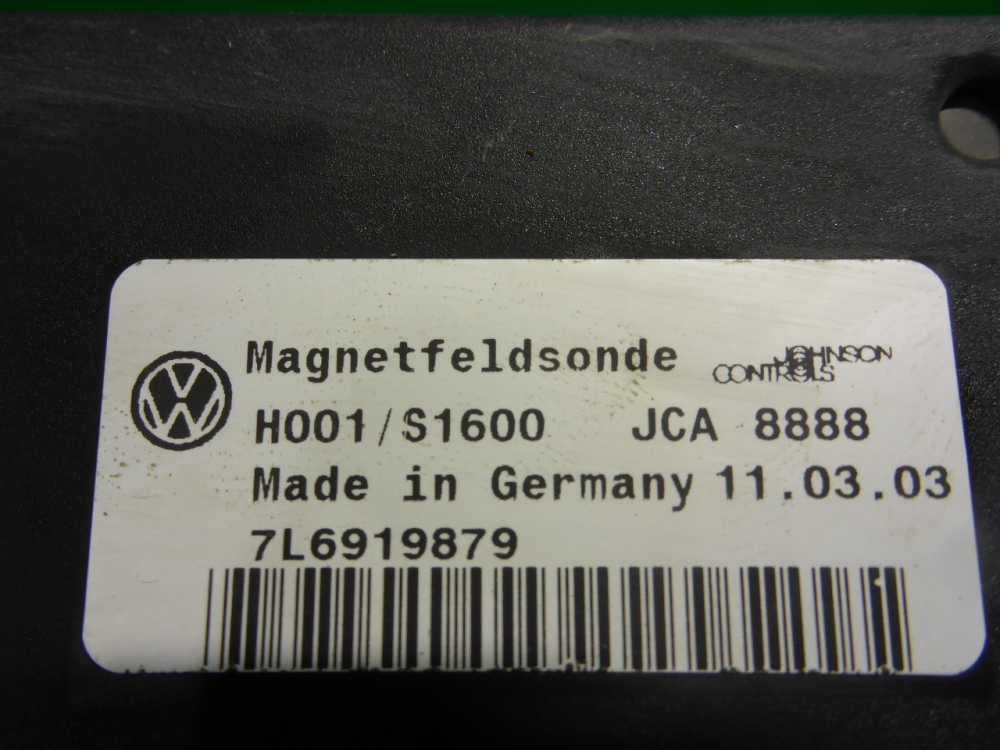 Magnetfeldsonde JOHNSON CONTROLS
H001/S1600 JCA 8888
Made in Germany 11.03.03
7L6919879